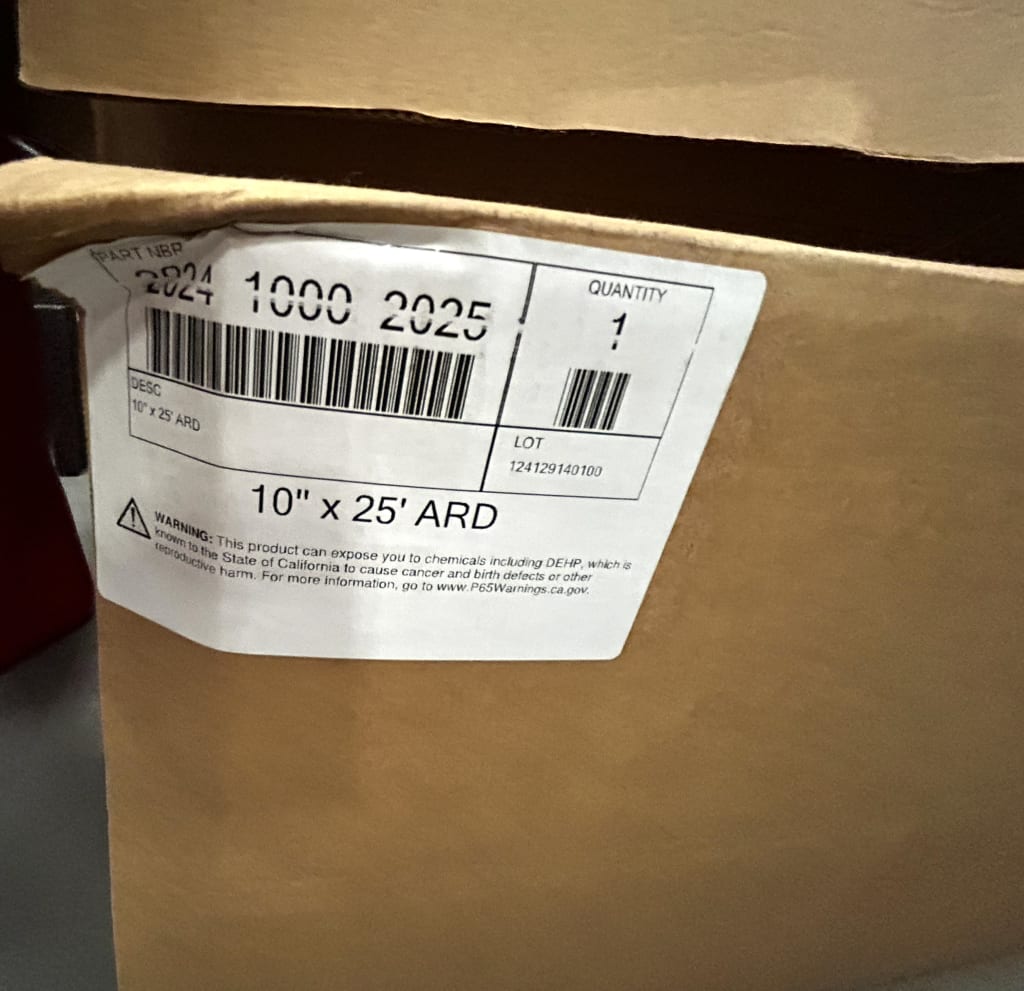 PART NBR
2024 1000 2025
QUANTITY
1
DESC
10" x 25' ARD
LOT
124129140100
10" x 25' ARD
WARNING: This product can expose you to chemicals including DEHP, which is
known to the State of California to cause cancer and birth defects or other
reproductive harm. For more information, go to www.P65Warnings.ca.gov.